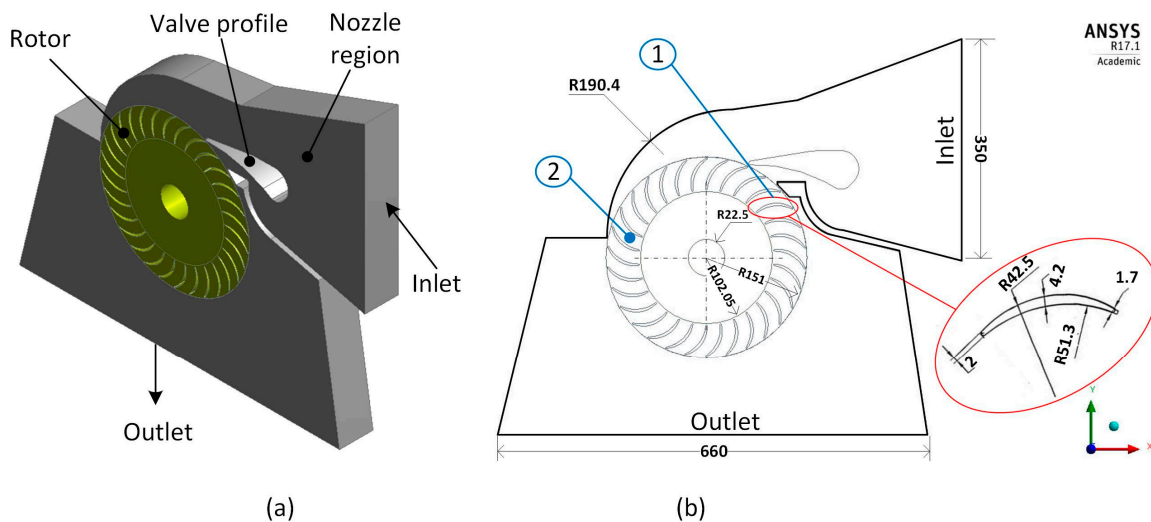 (a)
Rotor
Valve profile
Nozzle
region
Inlet
Outlet
ANSYS
R17.1
Academic
1
2
R190.4
350
Inlet
R22.5
R151
R102.05
Outlet
660
R42.5
4.2
1.7
R51.3
2
Y
X
(a)
(b)